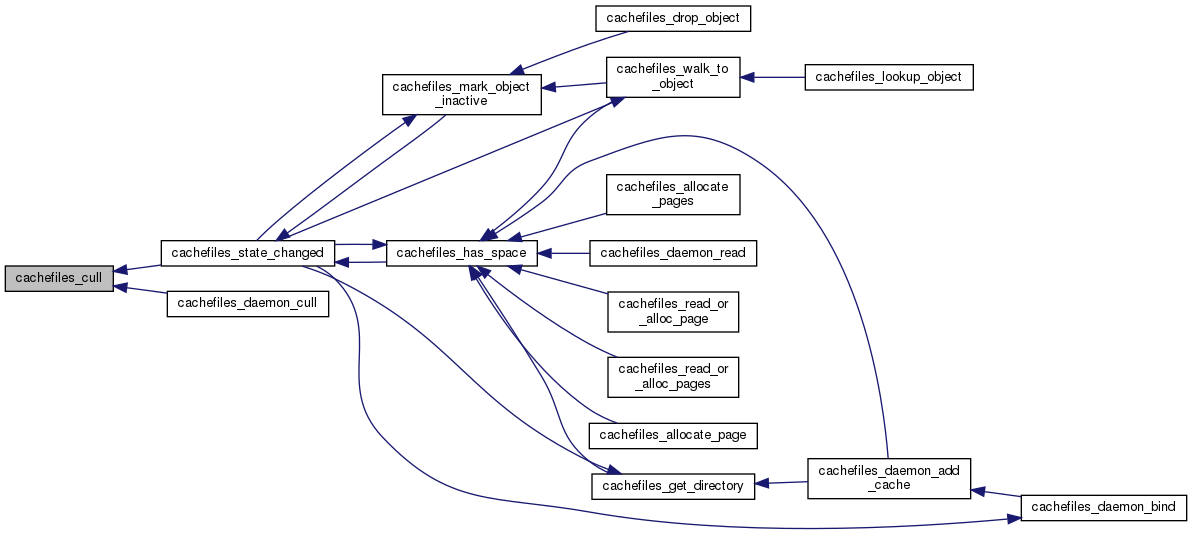 cachefiles_drop_object
cachefiles_walk_to
_object
cachefiles_lookup_object
cachefiles_mark_object
_inactive
cachefiles_allocate
_pages
cachefiles_state_changed
cachefiles_has_space
cachefiles_daemon_read
cachefiles_cull
cachefiles_daemon_cull
cachefiles_read_or
_alloc_page
cachefiles_read_or
_alloc_pages
cachefiles_allocate_page
cachefiles_get_directory
cachefiles_daemon_add
_cache
cachefiles_daemon_bind